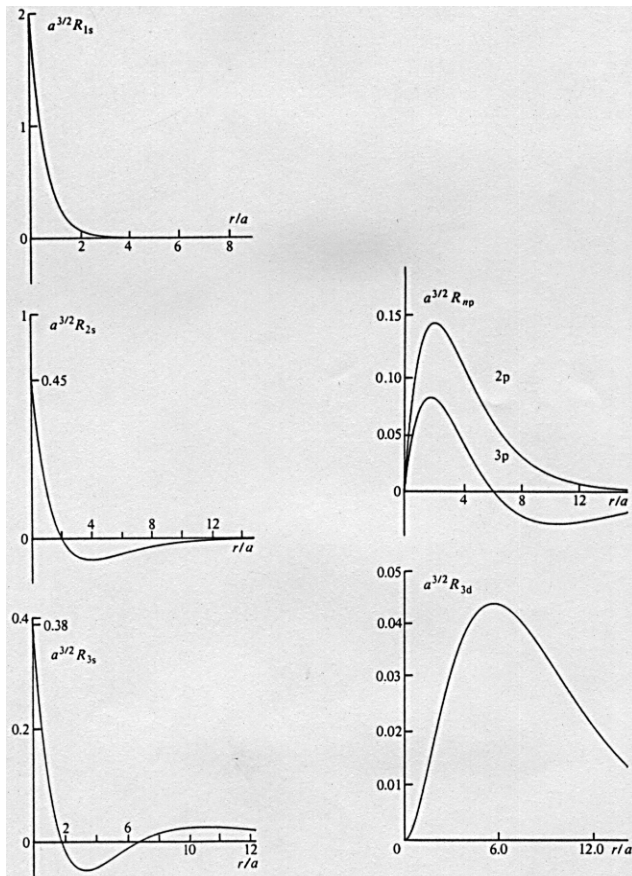 a^{3/2}R_{1s}
2
1
0
2 4 6 8
r/a
a^{3/2}R_{2s}
1
0.45
0
4 8 12
r/a
a^{3/2}R_{3s}
0.4
0.38
0.2
0
2 6 10 12
r/a
a^{3/2}R_{np}
0.15
0.10
0.05
0
2p
3p
4 8 12
r/a
a^{3/2}R_{3d}
0.05
0.04
0.03
0.02
0.01
0 6.0 12.0 r/a